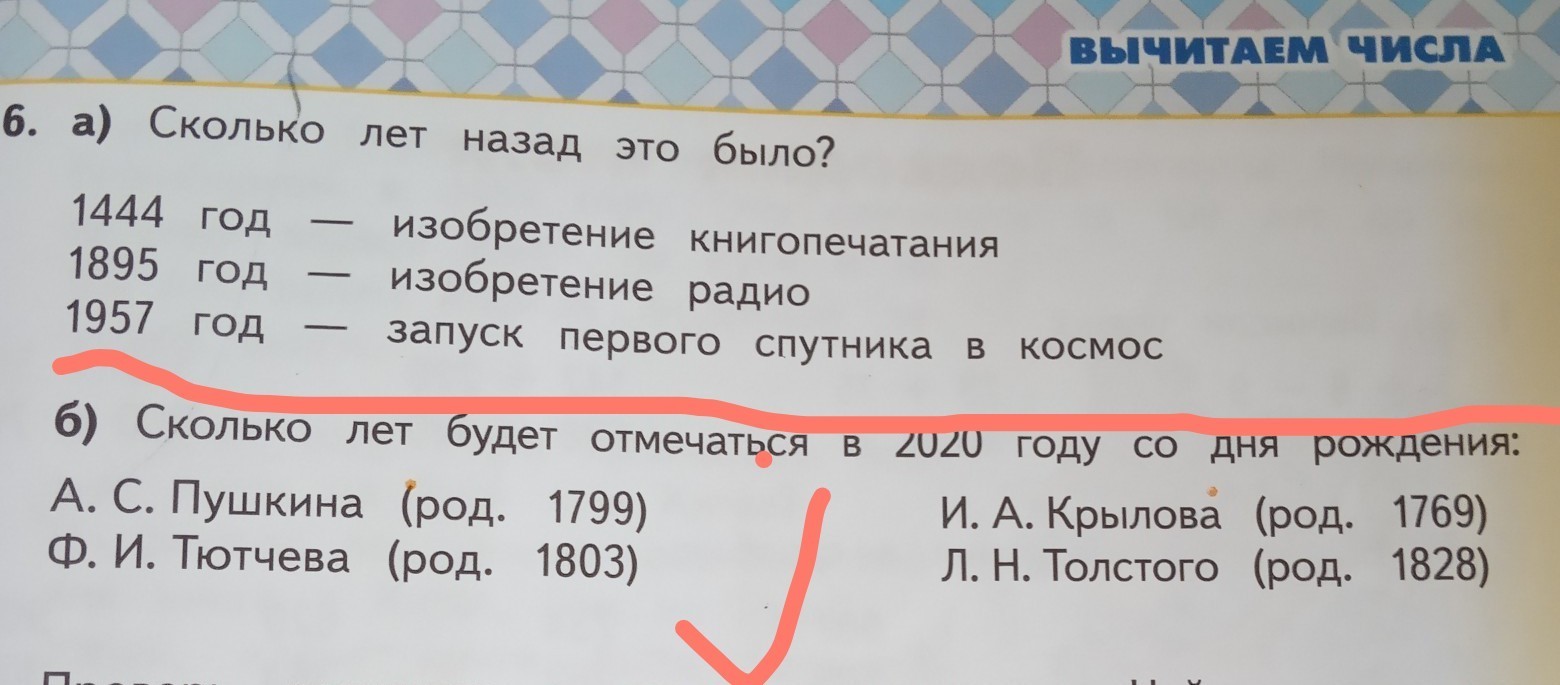 ВЫЧИТАЕМ ЧИСЛА
6. а) Сколько лет назад это было?
1444 год — изобретение книгопечатания
1895 год — изобретение радио
1957 год — запуск первого спутника в космос
б) Сколько лет будет отмечаться в 2020 году со дня рождения:
А. С. Пушкина (род. 1799) И. А. Крылова (род. 1769)
Ф. И. Тютчева (род. 1803) Л. Н. Толстого (род. 1828)